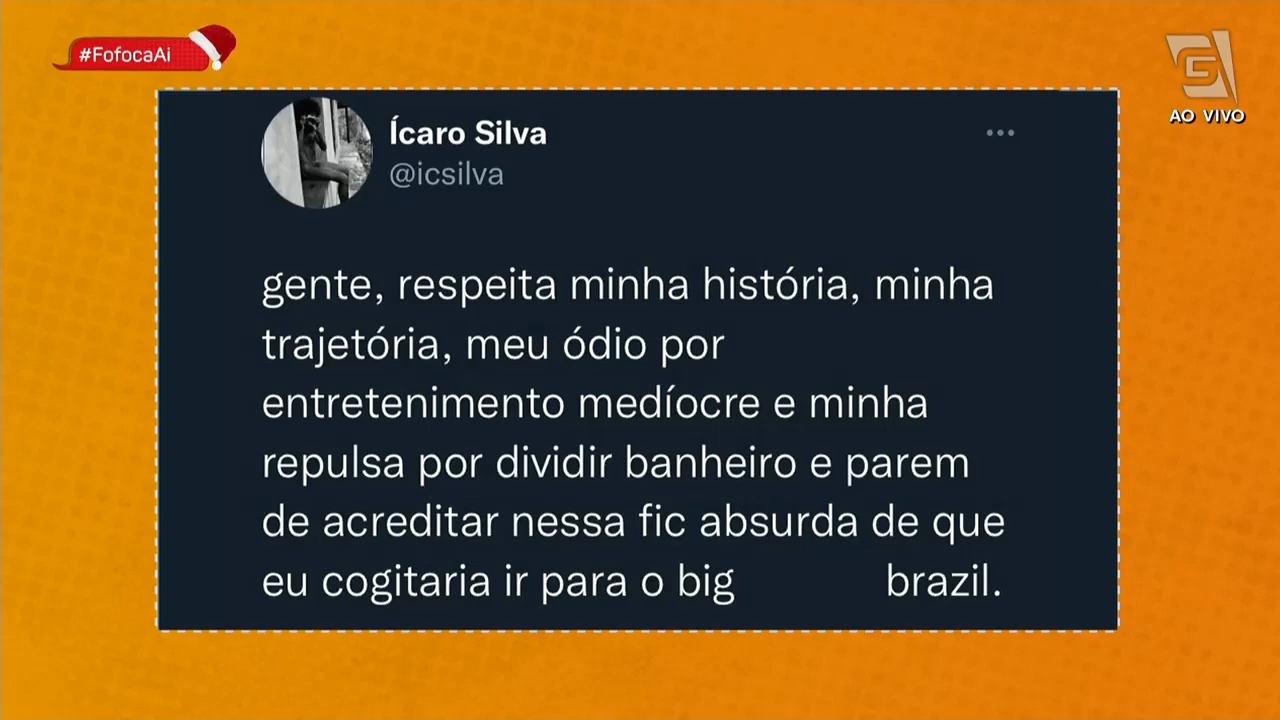 #FofocaAi
AO VIVO
Ícaro Silva
@icsilva
gente, respeita minha história, minha
trajetória, meu ódio por
entretenimento medíocre e minha
repulsa por dividir banheiro e parem
de acreditar nessa fic absurda de que
eu cogitaria ir para o big brazil.